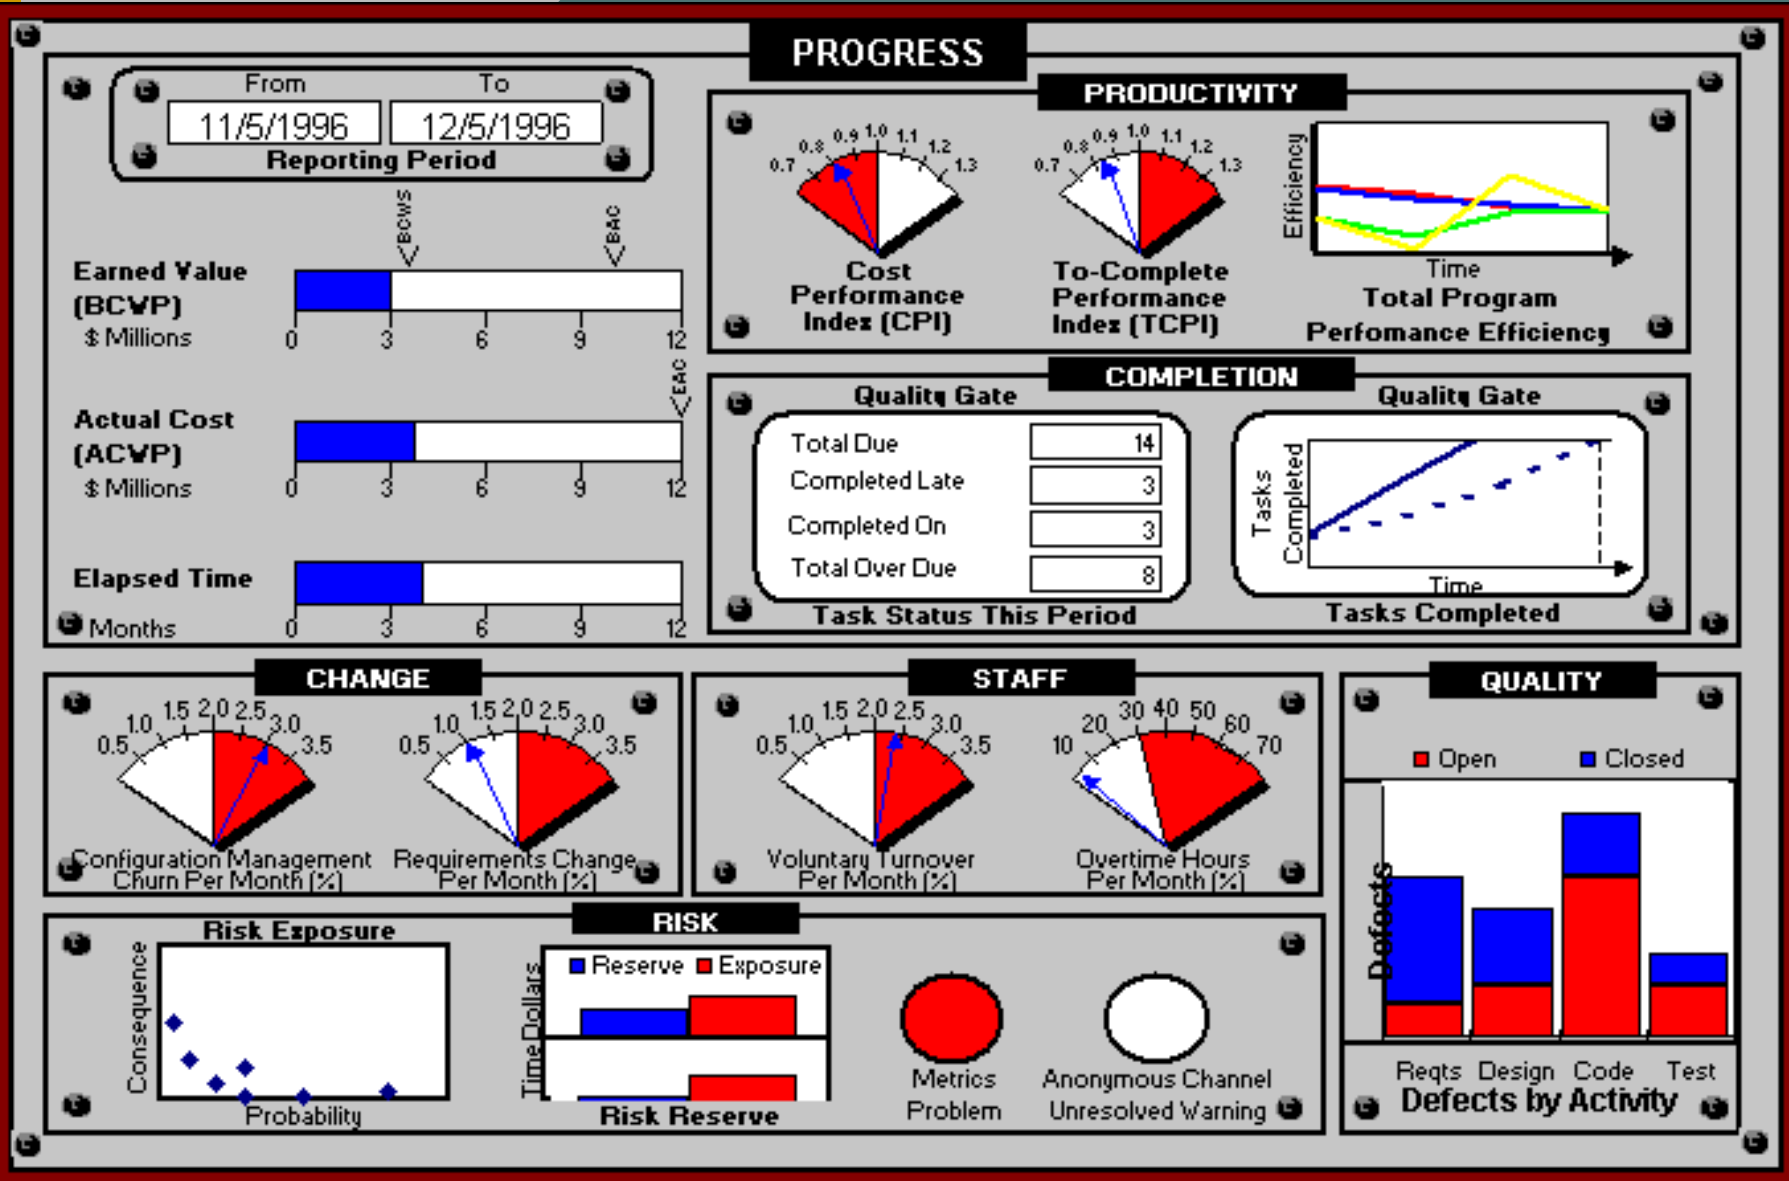 PROGRESS
From To
11/5/1996 12/5/1996
Reporting Period
BCWS
BAC
Earned Value
(BCWP)
$ Millions
0 3 6 9 12
EAC
Actual Cost
(ACWP)
$ Millions
0 3 6 9 12
Elapsed Time
Months
0 3 6 9 12
PRODUCTIVITY
0.7 0.8 0.9 1.0 1.1 1.2 1.3
Cost
Performance
Index (CPI)
0.7 0.8 0.9 1.0 1.1 1.2 1.3
To-Complete
Performance
Index (TCPI)
Efficiency
Time
Total Program
Perfomance Efficiency
COMPLETION
Quality Gate
Total Due 14
Completed Late 3
Completed On 3
Total Over Due 8
Task Status This Period
Quality Gate
Tasks
Completed
Time
Tasks Completed
CHANGE
0.5 1.0 1.5 2.0 2.5 3.0 3.5
Configuration Management
Churn Per Month (%)
0.5 1.0 1.5 2.0 2.5 3.0 3.5
Requirements Change
Per Month (%)
STAFF
0.5 1.0 1.5 2.0 2.5 3.0 3.5
Voluntary Turnover
Per Month (%)
10 20 30 40 50 60 70
Overtime Hours
Per Month (%)
QUALITY
Open Closed
Defects
Reqts Design Code Test
Defects by Activity
RISK
Risk Exposure
Consequence
Probability
Reserve Exposure
Dollars
Time
Risk Reserve
Metrics
Problem
Anonymous Channel
Unresolved Warning